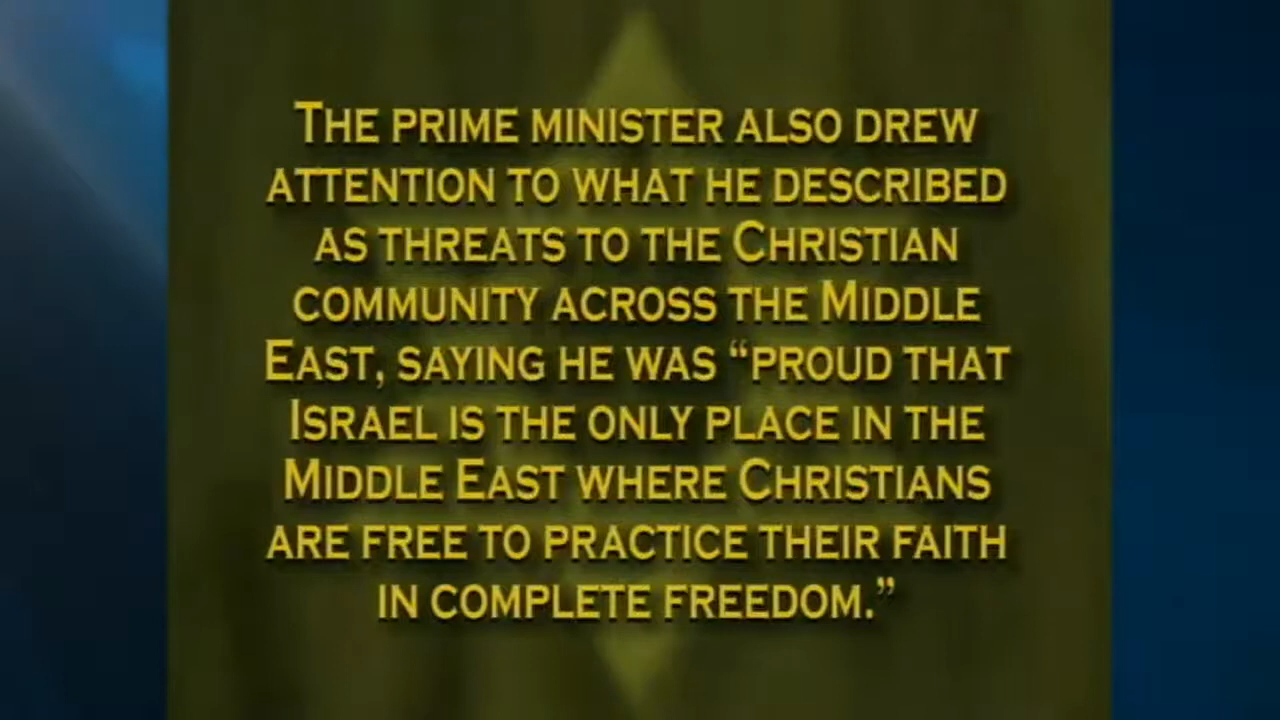 THE PRIME MINISTER ALSO DREW
ATTENTION TO WHAT HE DESCRIBED
AS THREATS TO THE CHRISTIAN
COMMUNITY ACROSS THE MIDDLE
EAST, SAYING HE WAS “PROUD THAT
ISRAEL IS THE ONLY PLACE IN THE
MIDDLE EAST WHERE CHRISTIANS
ARE FREE TO PRACTICE THEIR FAITH
IN COMPLETE FREEDOM.”